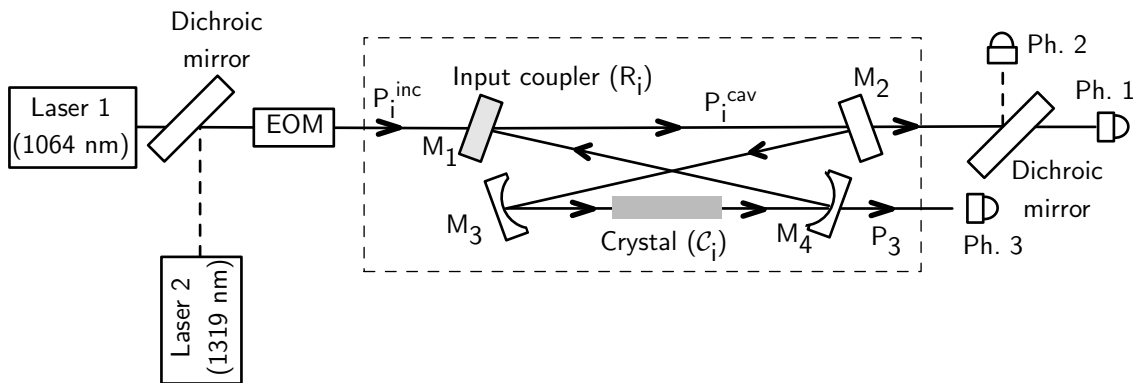 Dichroic
mirror
Laser 1
(1064 nm)
EOM
P_i^inc
Input coupler (R_i)
M_1
P_i^cav
M_2
Ph. 2
Ph. 1
Dichroic
mirror
M_3
Crystal (𝒞_i)
M_4
P_3
Ph. 3
Laser 2
(1319 nm)